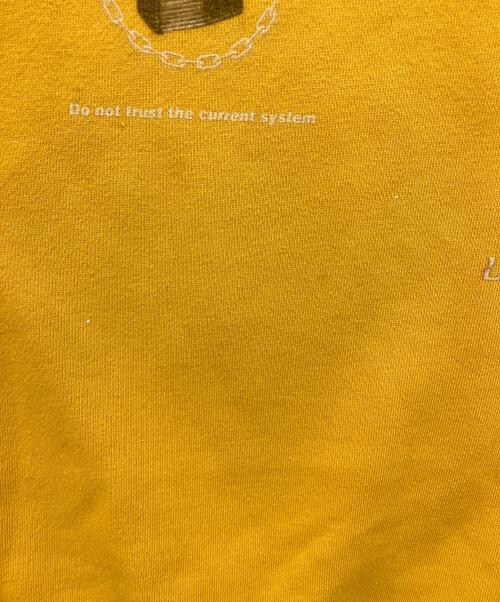 Do not trust the current system